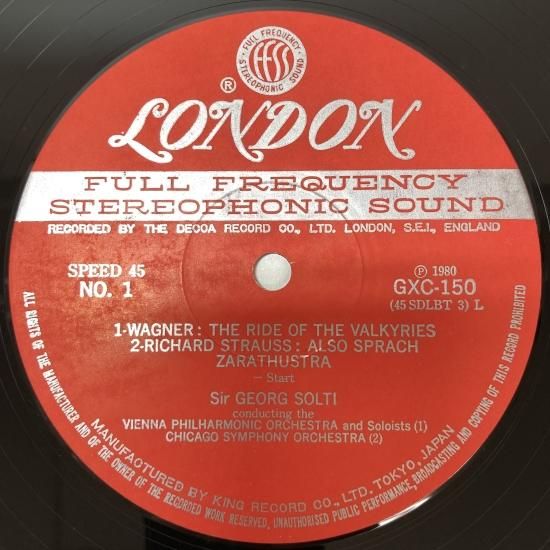 FULL FREQUENCY
ffss
STEREOPHONIC SOUND
®
LONDON
FULL FREQUENCY
STEREOPHONIC SOUND
RECORDED BY THE DECCA RECORD CO., LTD. LONDON, S.E.I., ENGLAND
SPEED 45
NO. 1
Ⓟ 1980
GXC-150
(45 SDLBT 3) L
1-WAGNER: THE RIDE OF THE VALKYRIES
2-RICHARD STRAUSS: ALSO SPRACH
ZARATHUSTRA
— Start
Sir GEORG SOLTI
conducting the
VIENNA PHILHARMONIC ORCHESTRA and Soloists (1)
CHICAGO SYMPHONY ORCHESTRA (2)
MANUFACTURED BY KING RECORD CO., LTD. TOKYO, JAPAN
ALL RIGHTS OF THE MANUFACTURER AND OF THE OWNER OF THE RECORDED WORK RESERVED, UNAUTHORISED PUBLIC PERFORMANCE, BROADCASTING AND COPYING OF THIS RECORD PROHIBITED